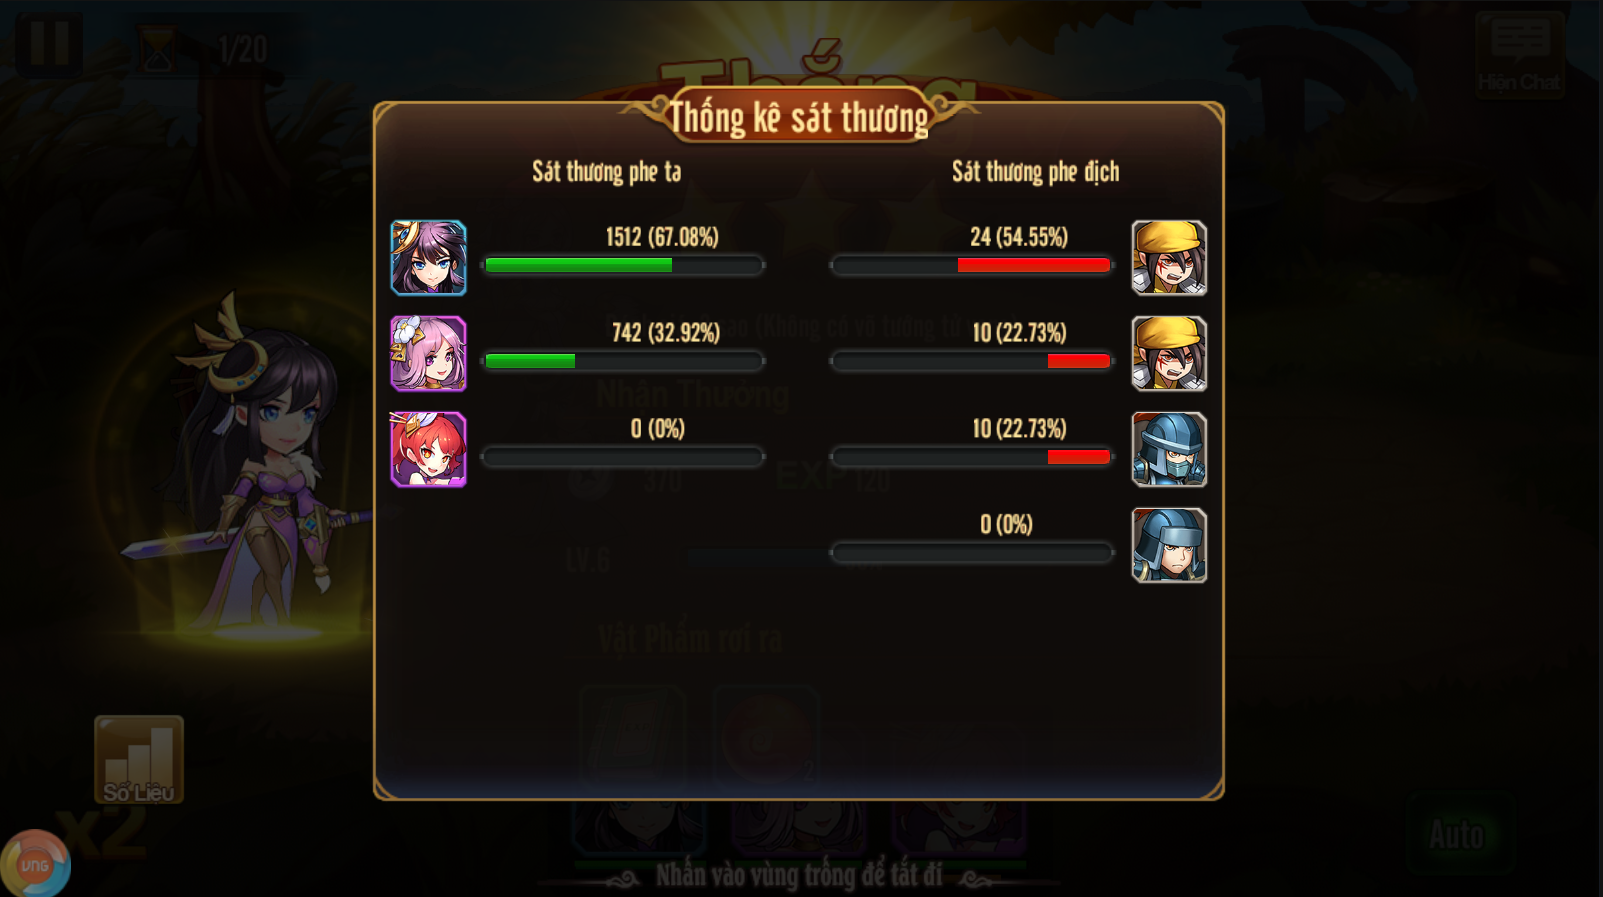 1/20
Hiện Chat
Thắng
Thống kê sát thương
Sát thương phe ta
Sát thương phe địch
1512 (67.08%)
24 (54.55%)
742 (32.92%)
10 (22.73%)
Nhận Thưởng
0 (0%)
10 (22.73%)
370
EXP 120
0 (0%)
LV.6
Vật Phẩm rơi ra
2
Số Liệu
x2
Auto
VNG
Nhấn vào vùng trống để tắt đi